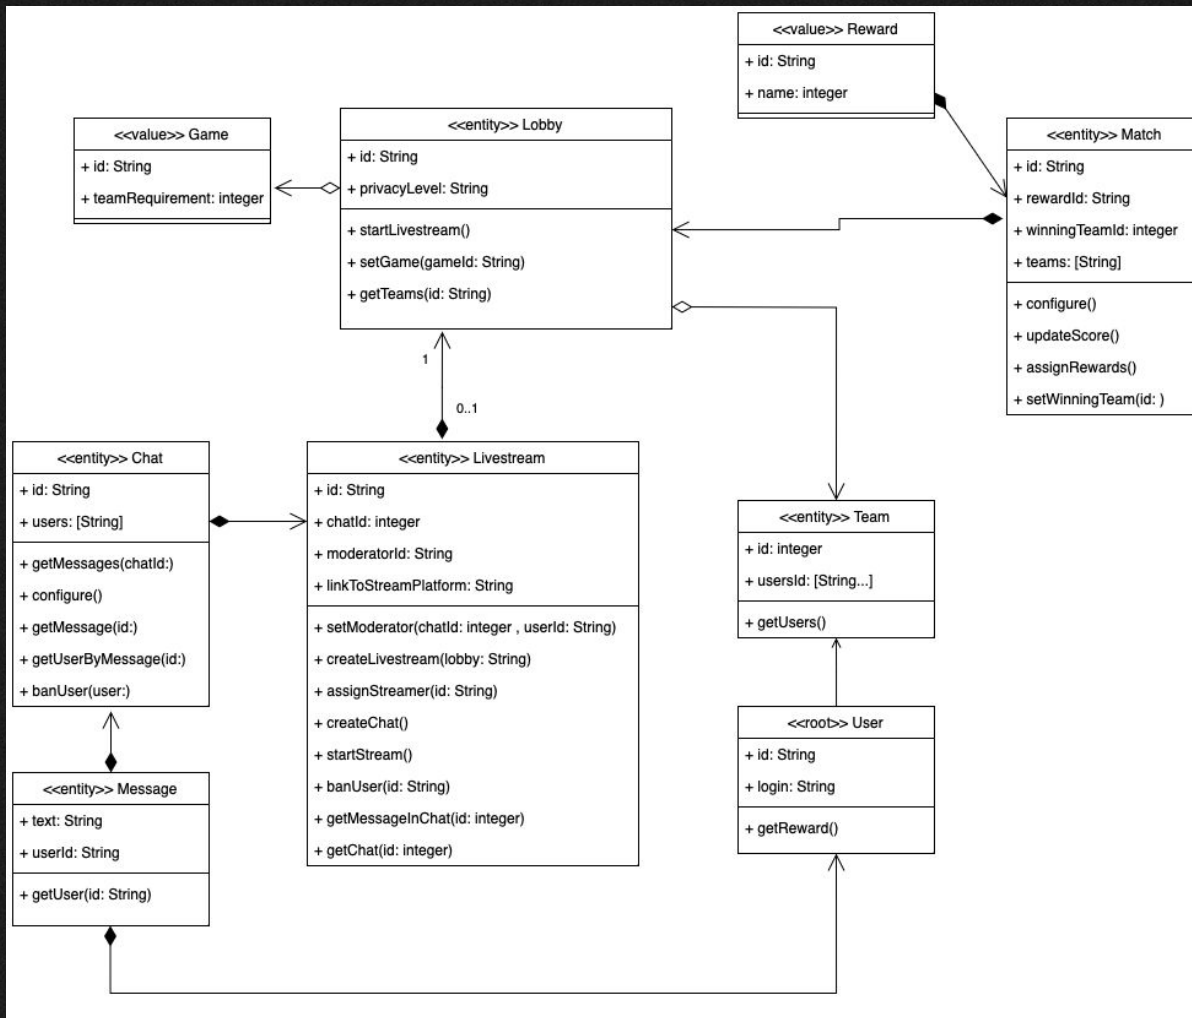 <<value>> Reward
+ id: String
+ name: integer
<<value>> Game
+ id: String
+ teamRequirement: integer
<<entity>> Lobby
+ id: String
+ privacyLevel: String
+ startLivestream()
+ setGame(gameId: String)
+ getTeams(id: String)
<<entity>> Match
+ id: String
+ rewardId: String
+ winningTeamId: integer
+ teams: [String]
+ configure()
+ updateScore()
+ assignRewards()
+ setWinningTeam(id: )
1
0..1
<<entity>> Chat
+ id: String
+ users: [String]
+ getMessages(chatId:)
+ configure()
+ getMessage(id:)
+ getUserByMessage(id:)
+ banUser(user:)
<<entity>> Livestream
+ id: String
+ chatId: integer
+ moderatorId: String
+ linkToStreamPlatform: String
+ setModerator(chatId: integer , userId: String)
+ createLivestream(lobby: String)
+ assignStreamer(id: String)
+ createChat()
+ startStream()
+ banUser(id: String)
+ getMessageInChat(id: integer)
+ getChat(id: integer)
<<entity>> Team
+ id: integer
+ usersId: [String...]
+ getUsers()
<<root>> User
+ id: String
+ login: String
+ getReward()
<<entity>> Message
+ text: String
+ userId: String
+ getUser(id: String)